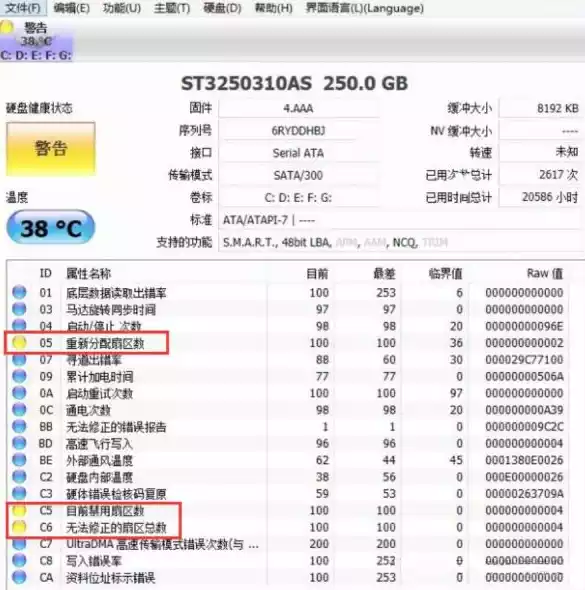 文件(F) 编辑(E) 功能(U) 主题(T) 硬盘(D) 帮助(H) 界面语言(L)(Language)
警告
38 °C
C: D: E: F: G:
ST3250310AS 250.0 GB
硬盘健康状态
警告
温度
38 °C
固件 4.AAA 缓冲大小 8192 KB
序列号 6RYDDHBJ NV 缓冲大小 ----
接口 Serial ATA 转速 未知
传输模式 SATA/300 已用次数总计 2617 次
卷标 C: D: E: F: G: 已用时间总计 20586 小时
标准 ATA/ATAPI-7 | ----
支持的功能 S.M.A.R.T., 48bit LBA, APM, AAM, NCQ, TRIM
ID 属性名称 当前 最差 临界值 Raw 值
01 底层数据读取出错率 100 253 6 000000000000
03 马达旋转同步时间 97 97 0 000000000000
04 启动/停止 次数 98 98 20 00000000096E
05 重新分配扇区数 100 100 36 000000000002
07 寻道出错率 88 60 30 000029C77100
09 累计加电时间 77 77 0 00000000506A
0A 启动重试次数 100 100 97 000000000000
0C 通电次数 98 98 20 000000000A39
BB 无法修正的错误报告 1 1 0 000000009C2C
BD 高速飞行写入 96 96 0 000000000004
BE 外部通风温度 62 44 45 0001380E0026
C2 硬盘内部温度 38 56 0 000E00000026
C3 硬体错误检核码复原 59 53 0 00000263709A
C5 目前禁用扇区数 100 100 0 000000000004
C6 无法修正的扇区总数 100 100 0 000000000004
C7 UltraDMA 高速传输模式错误次数(与 ... 200 200 0 000000000000
C8 写入错误率 100 253 0 000000000000
CA 资料位址标示错误 100 100 0 000000000000